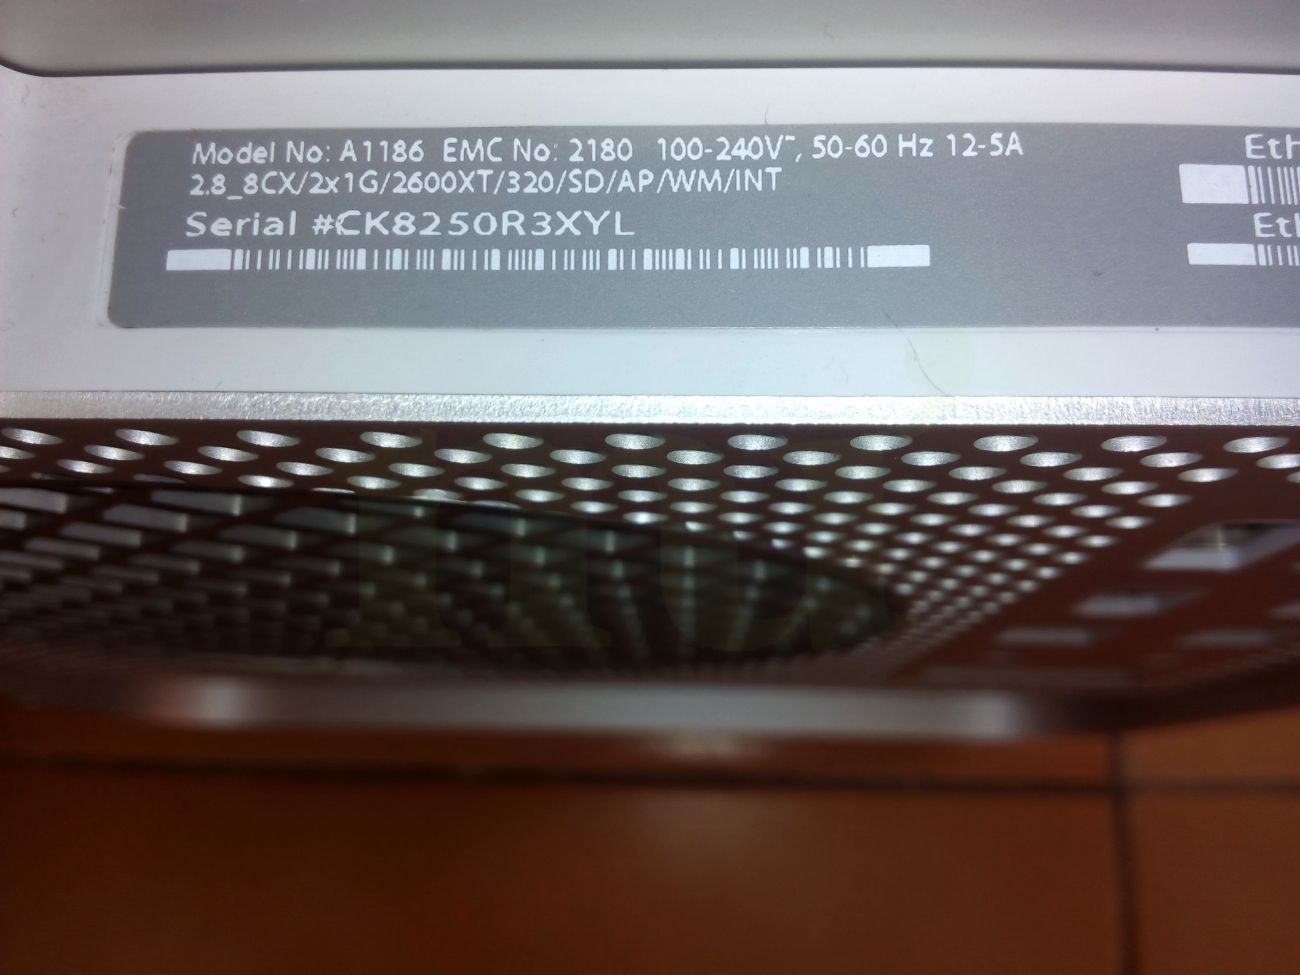 Model No: A1186 EMC No: 2180 100-240V~, 50-60 Hz 12-5A
2.8_8CX/2x1G/2600XT/320/SD/AP/WM/INT
Serial #CK8250R3XYL
Eth
Eth